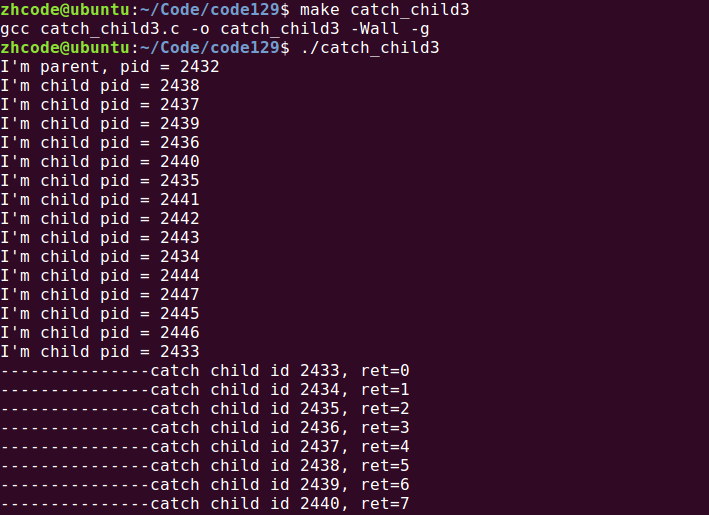 zhcode@ubuntu:~/Code/code129$ make catch_child3
gcc catch_child3.c -o catch_child3 -Wall -g
zhcode@ubuntu:~/Code/code129$ ./catch_child3
I'm parent, pid = 2432
I'm child pid = 2438
I'm child pid = 2437
I'm child pid = 2439
I'm child pid = 2436
I'm child pid = 2440
I'm child pid = 2435
I'm child pid = 2441
I'm child pid = 2442
I'm child pid = 2443
I'm child pid = 2434
I'm child pid = 2444
I'm child pid = 2447
I'm child pid = 2445
I'm child pid = 2446
I'm child pid = 2433
---------------catch child id 2433, ret=0
---------------catch child id 2434, ret=1
---------------catch child id 2435, ret=2
---------------catch child id 2436, ret=3
---------------catch child id 2437, ret=4
---------------catch child id 2438, ret=5
---------------catch child id 2439, ret=6
---------------catch child id 2440, ret=7